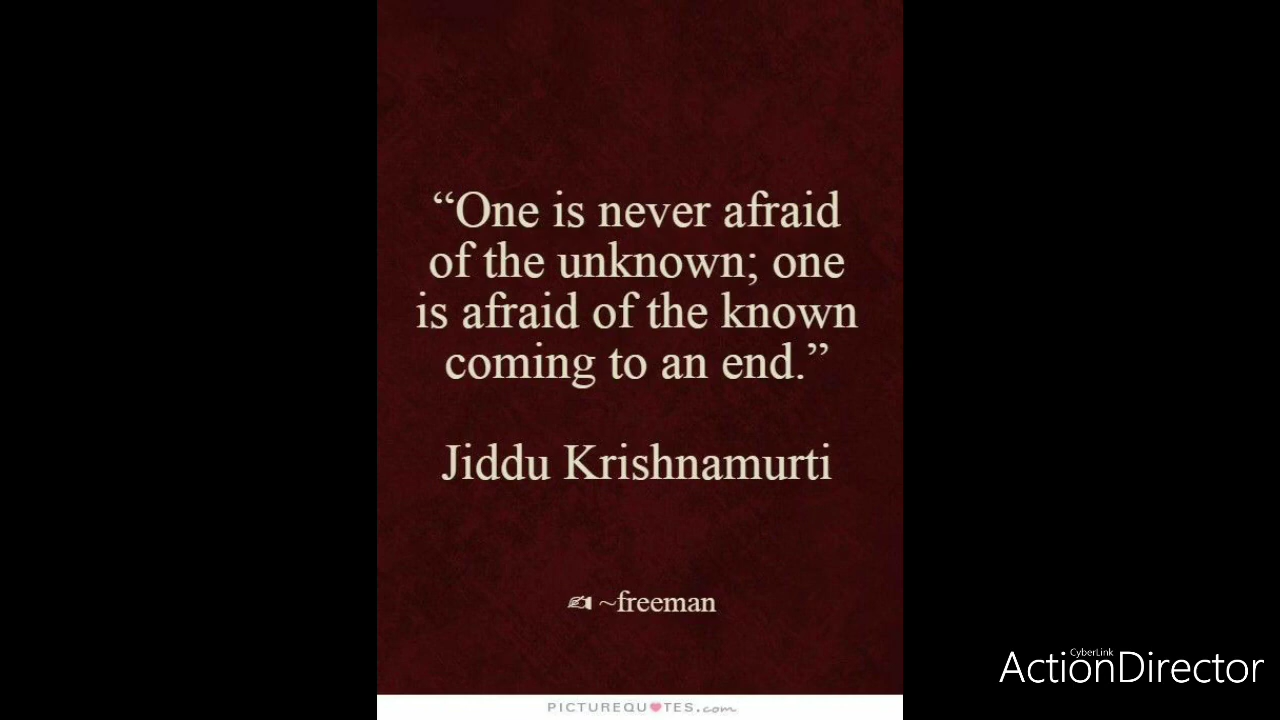 “One is never afraid
of the unknown; one
is afraid of the known
coming to an end.”
Jiddu Krishnamurti
✍ ~freeman
CyberLink
ActionDirector
PICTUREQUOTES.com